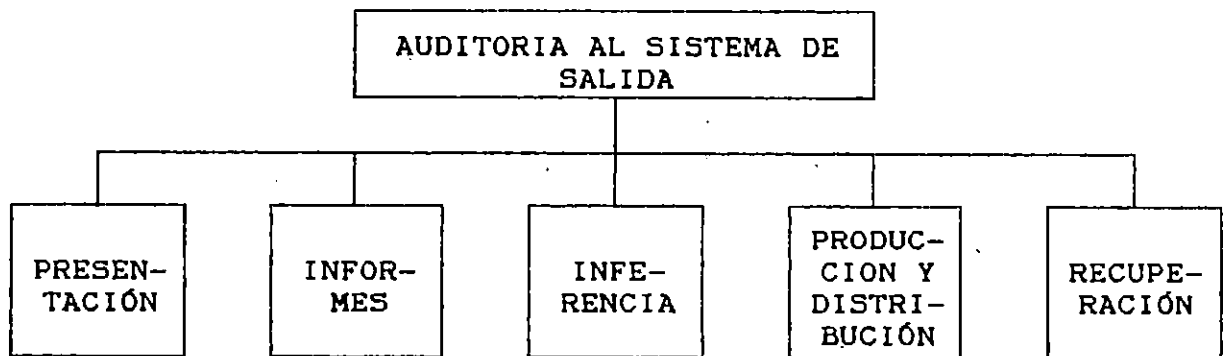 AUDITORIA AL SISTEMA DE
SALIDA
PRESEN-
TACIÓN
INFOR-
MES
INFE-
RENCIA
PRODUC-
CION Y
DISTRI-
BUCIÓN
RECUPE-
RACIÓN